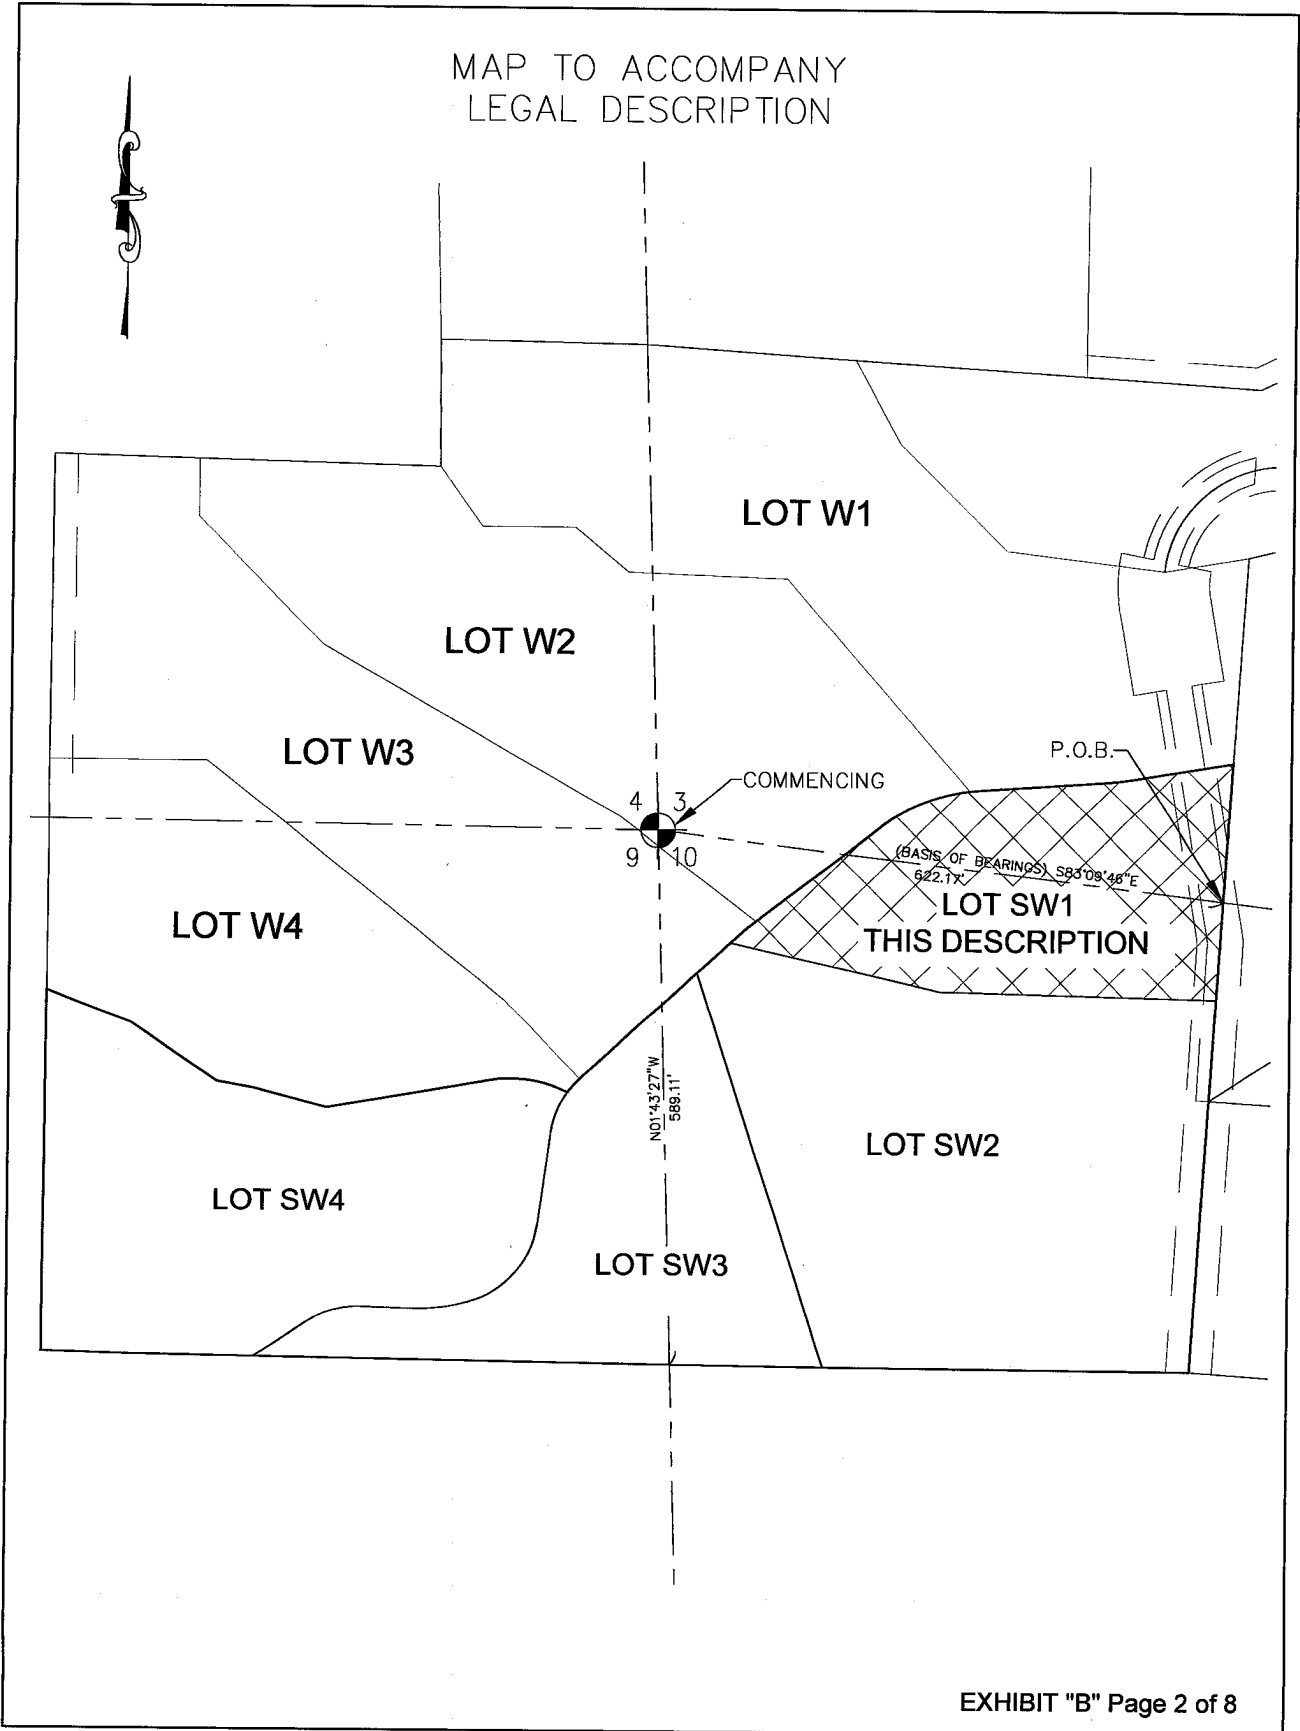 MAP TO ACCOMPANY
LEGAL DESCRIPTION
LOT W1
LOT W2
LOT W3
P.O.B.
COMMENCING
4 3
9 10
(BASIS OF BEARINGS) S83°09'46"E
622.17'
LOT SW1
THIS DESCRIPTION
LOT W4
N01°43'27"W
589.11'
LOT SW2
LOT SW4
LOT SW3
EXHIBIT "B" Page 2 of 8